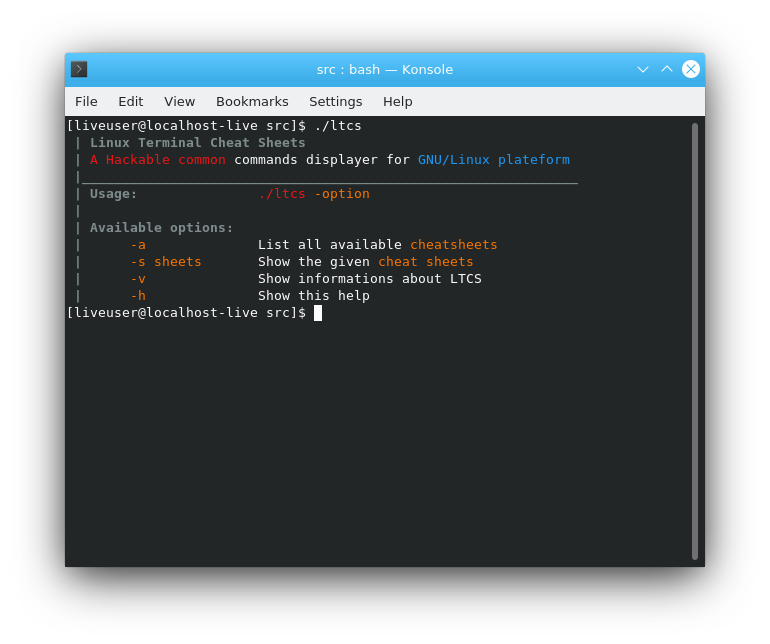 src : bash — Konsole
File Edit View Bookmarks Settings Help
[liveuser@localhost-live src]$ ./ltcs
| Linux Terminal Cheat Sheets
| A Hackable common commands displayer for GNU/Linux plateform
|______________________________________________________________
| Usage: ./ltcs -option
|
| Available options:
| -a List all available cheatsheets
| -s sheets Show the given cheat sheets
| -v Show informations about LTCS
| -h Show this help
[liveuser@localhost-live src]$